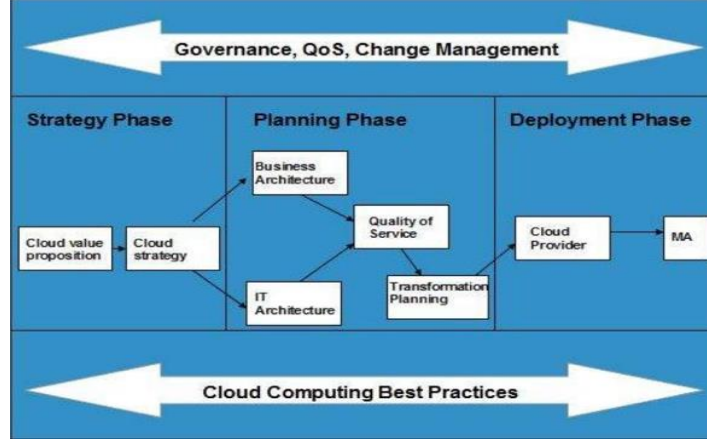 Governance, QoS, Change Management
Strategy Phase
Planning Phase
Deployment Phase
Business
Architecture
Quality of
Service
Cloud value
proposition
Cloud
strategy
Cloud
Provider
MA
IT
Architecture
Transformation
Planning
Cloud Computing Best Practices